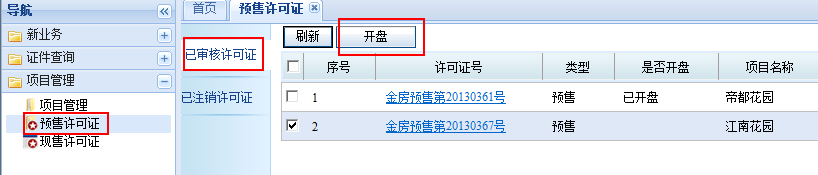 导航
新业务
证件查询
项目管理
项目管理
预售许可证
现售许可证
首页 预售许可证
已审核许可证
已注销许可证
刷新 开盘
序号 许可证号 类型 是否开盘 项目名称
1 金房预售第20130361号 预售 已开盘 帝都花园
2 金房预售第20130367号 预售 江南花园